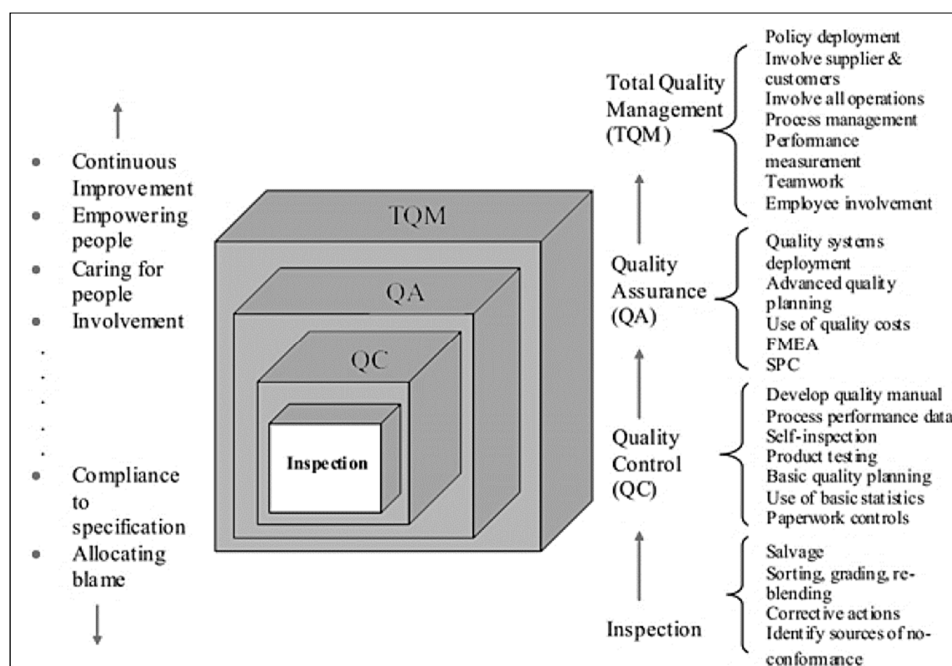 Continuous
Improvement
Empowering
people
Caring for
people
Involvement
Compliance
to
specification
Allocating
blame
TQM
QA
QC
Inspection
Total Quality
Management
(TQM)
Quality
Assurance
(QA)
Quality
Control
(QC)
Inspection
Policy deployment
Involve supplier &
customers
Involve all operations
Process management
Performance
measurement
Teamwork
Employee involvement
Quality systems
deployment
Advanced quality
planning
Use of quality costs
FMEA
SPC
Develop quality manual
Process performance data
Self-inspection
Product testing
Basic quality planning
Use of basic statistics
Paperwork controls
Salvage
Sorting, grading, re-
blending
Corrective actions
Identify sources of no-
conformance